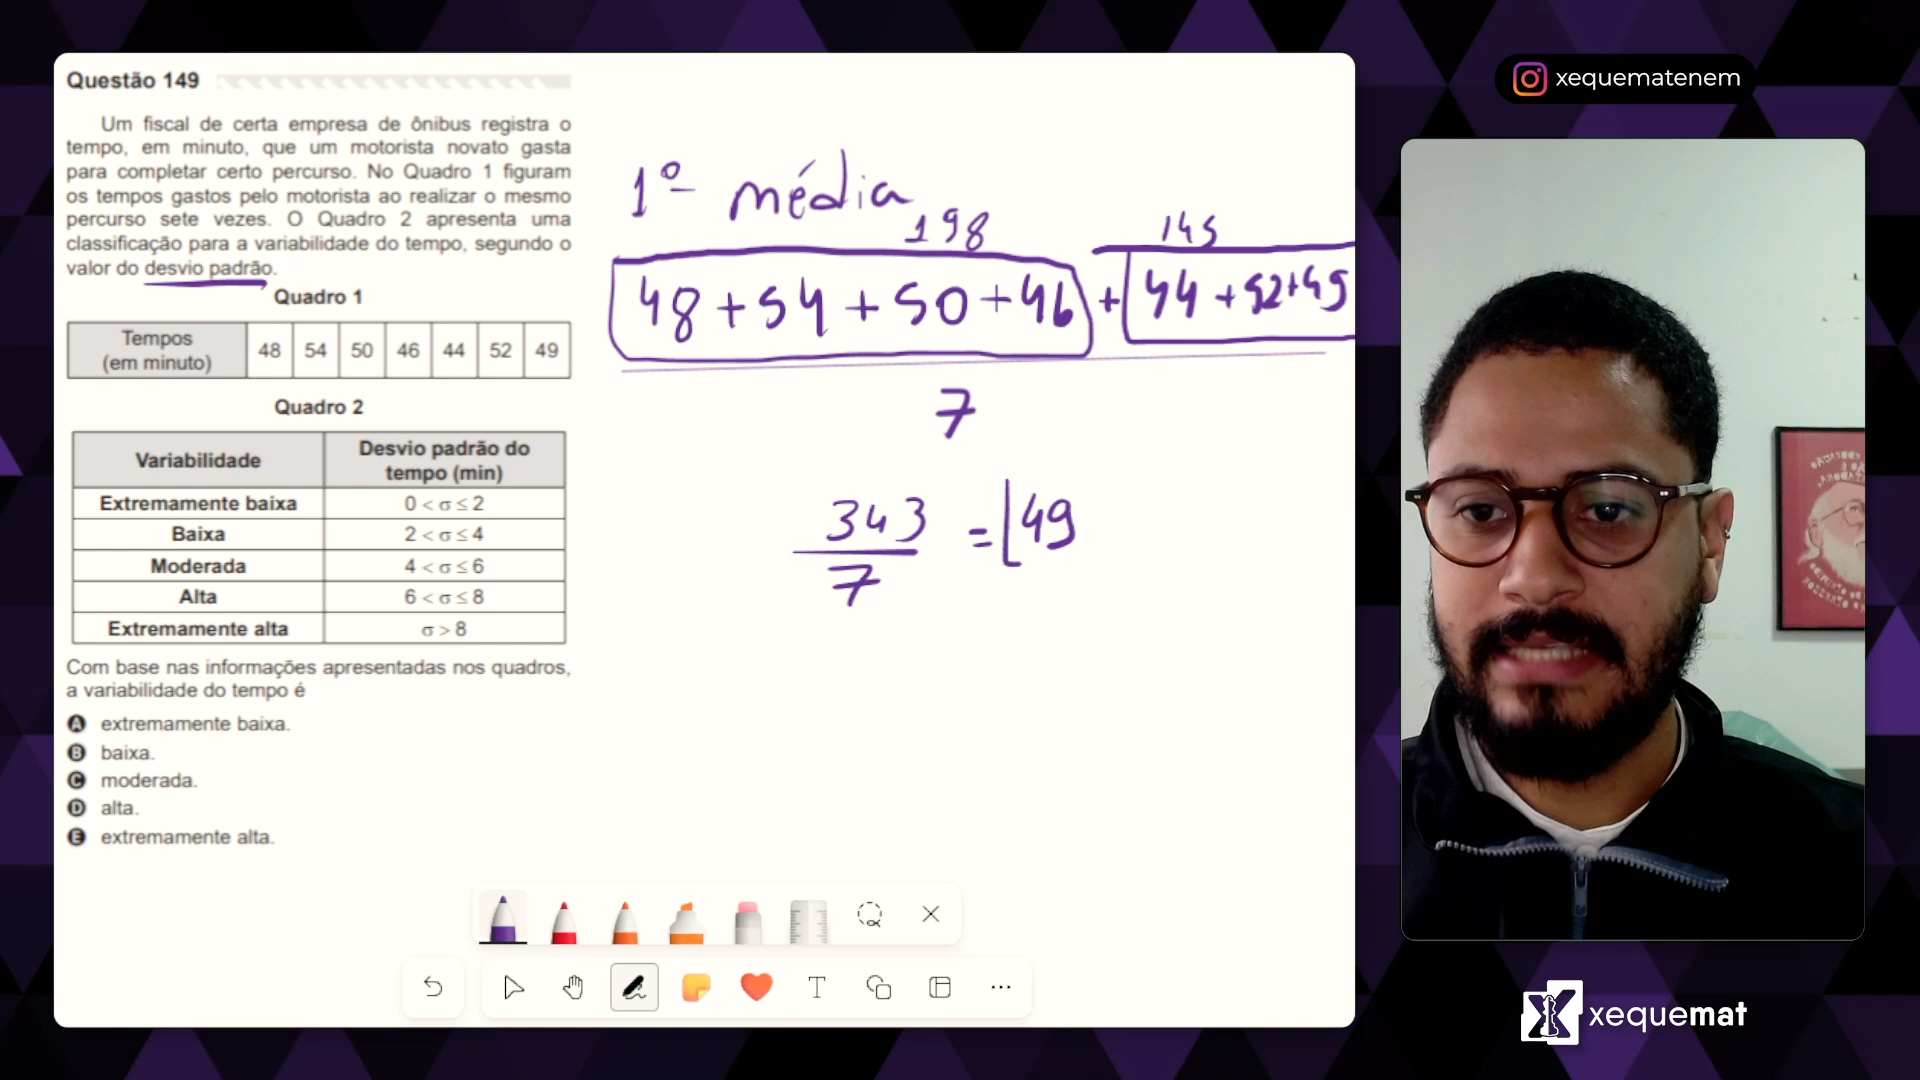 Questão 149
Um fiscal de certa empresa de ônibus registra o
tempo, em minuto, que um motorista novato gasta
para completar certo percurso. No Quadro 1 figuram
os tempos gastos pelo motorista ao realizar o mesmo
percurso sete vezes. O Quadro 2 apresenta uma
classificação para a variabilidade do tempo, segundo o
valor do desvio padrão.
Quadro 1
Tempos
(em minuto) 48 54 50 46 44 52 49
Quadro 2
Variabilidade Desvio padrão do
tempo (min)
Extremamente baixa 0 < σ ≤ 2
Baixa 2 < σ ≤ 4
Moderada 4 < σ ≤ 6
Alta 6 < σ ≤ 8
Extremamente alta σ > 8
Com base nas informações apresentadas nos quadros,
a variabilidade do tempo é
A extremamente baixa.
B baixa.
C moderada.
D alta.
E extremamente alta.
1º média
198 145
48 + 54 + 50 + 46 + 44 + 52 + 49
7
343 = 49
7
T
xequematenem
xequemat